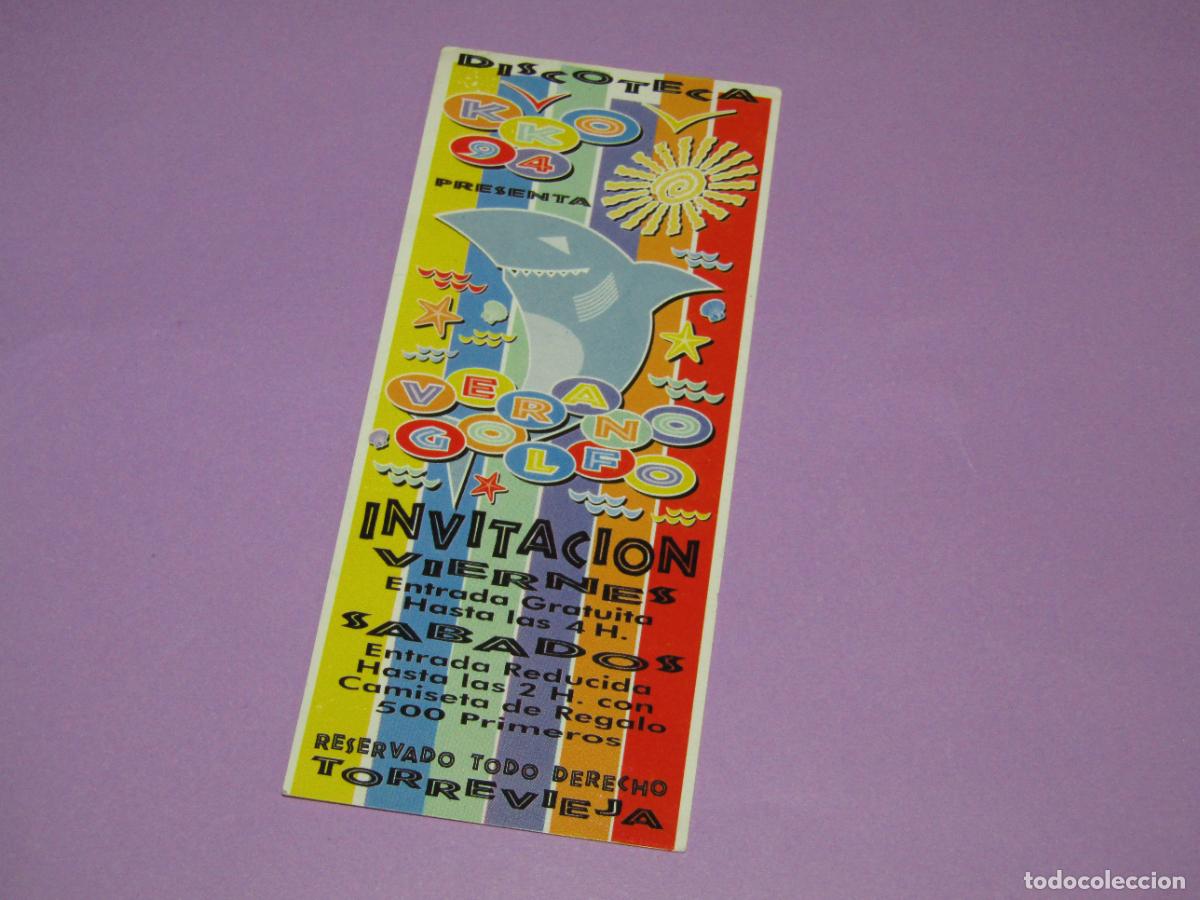 DISCOTECA
KKO
94
PRESENTA
VERANO
GOLFO
INVITACION
VIERNES
Entrada Gratuita
Hasta las 4 H.
SABADOS
Entrada Reducida
Hasta las 2 H. con
Camiseta de Regalo
500 Primeros
RESERVADO TODO DERECHO
TORREVIEJA
todocoleccion